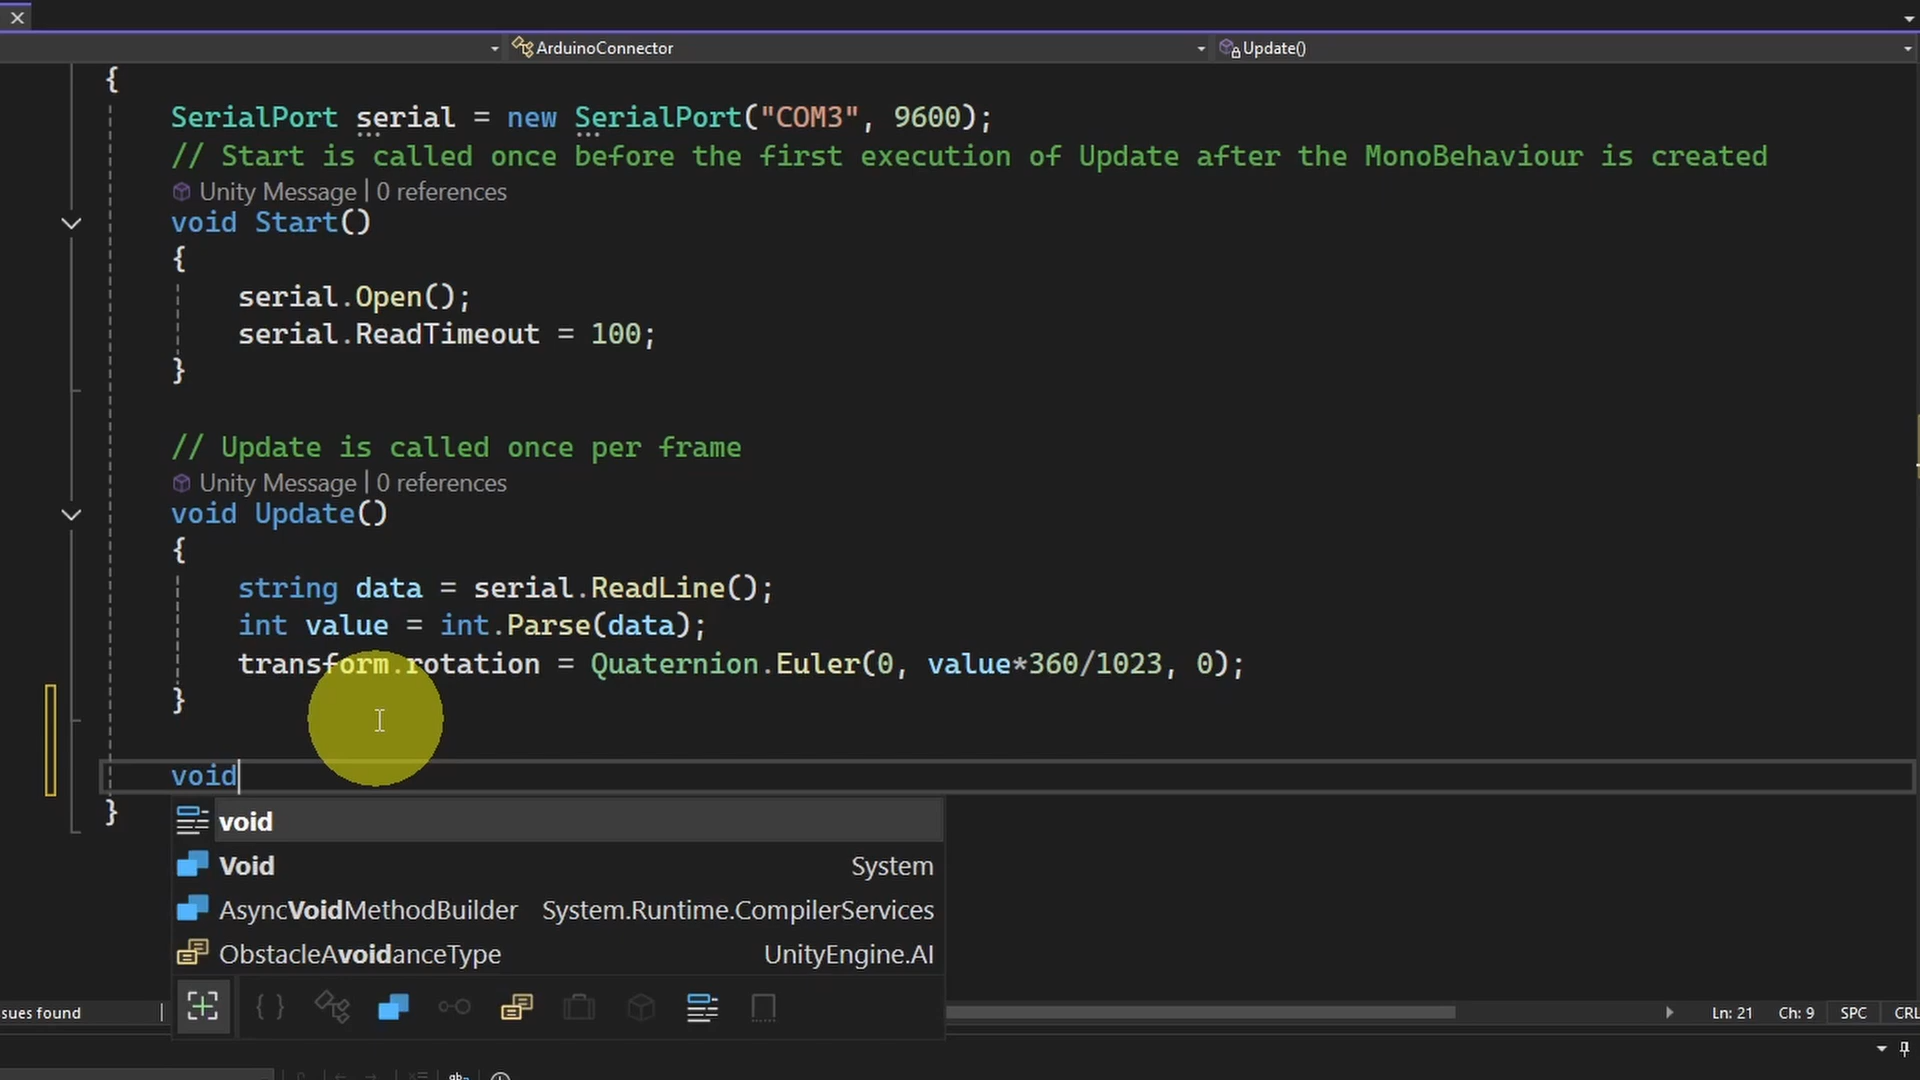 ArduinoConnector
Update()
{
SerialPort serial = new SerialPort("COM3", 9600);
// Start is called once before the first execution of Update after the MonoBehaviour is created
Unity Message | 0 references
void Start()
{
serial.Open();
serial.ReadTimeout = 100;
}
// Update is called once per frame
Unity Message | 0 references
void Update()
{
string data = serial.ReadLine();
int value = int.Parse(data);
transform.rotation = Quaternion.Euler(0, value*360/1023, 0);
}
void
}
void
Void System
AsyncVoidMethodBuilder System.Runtime.CompilerServices
ObstacleAvoidanceType UnityEngine.AI
sues found
Ln: 21 Ch: 9 SPC CRL